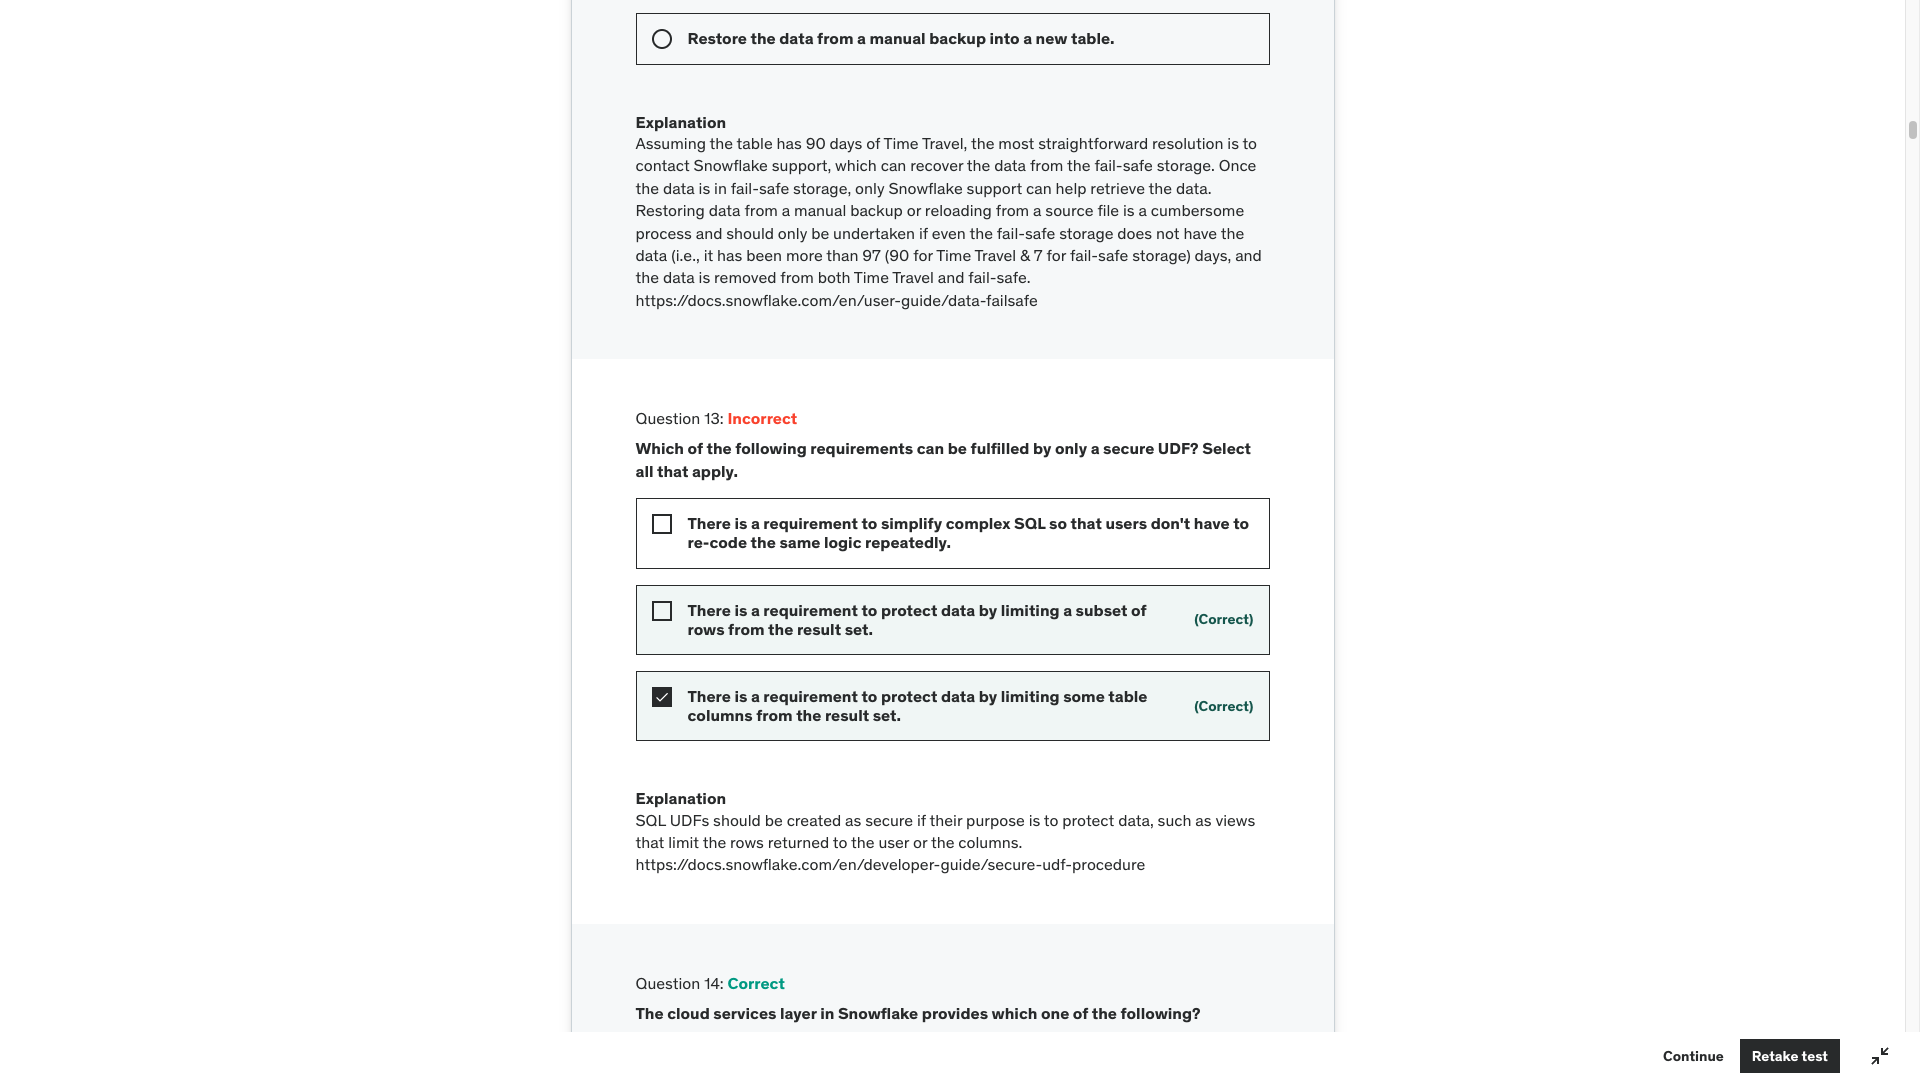 Restore the data from a manual backup into a new table.
Explanation
Assuming the table has 90 days of Time Travel, the most straightforward resolution is to
contact Snowflake support, which can recover the data from the fail-safe storage. Once
the data is in fail-safe storage, only Snowflake support can help retrieve the data.
Restoring data from a manual backup or reloading from a source file is a cumbersome
process and should only be undertaken if even the fail-safe storage does not have the
data (i.e., it has been more than 97 (90 for Time Travel & 7 for fail-safe storage) days, and
the data is removed from both Time Travel and fail-safe.
https://docs.snowflake.com/en/user-guide/data-failsafe
Question 13: Incorrect
Which of the following requirements can be fulfilled by only a secure UDF? Select
all that apply.
There is a requirement to simplify complex SQL so that users don't have to
re-code the same logic repeatedly.
There is a requirement to protect data by limiting a subset of
rows from the result set.
(Correct)
There is a requirement to protect data by limiting some table
columns from the result set.
(Correct)
Explanation
SQL UDFs should be created as secure if their purpose is to protect data, such as views
that limit the rows returned to the user or the columns.
https://docs.snowflake.com/en/developer-guide/secure-udf-procedure
Question 14: Correct
The cloud services layer in Snowflake provides which one of the following?
Continue
Retake test